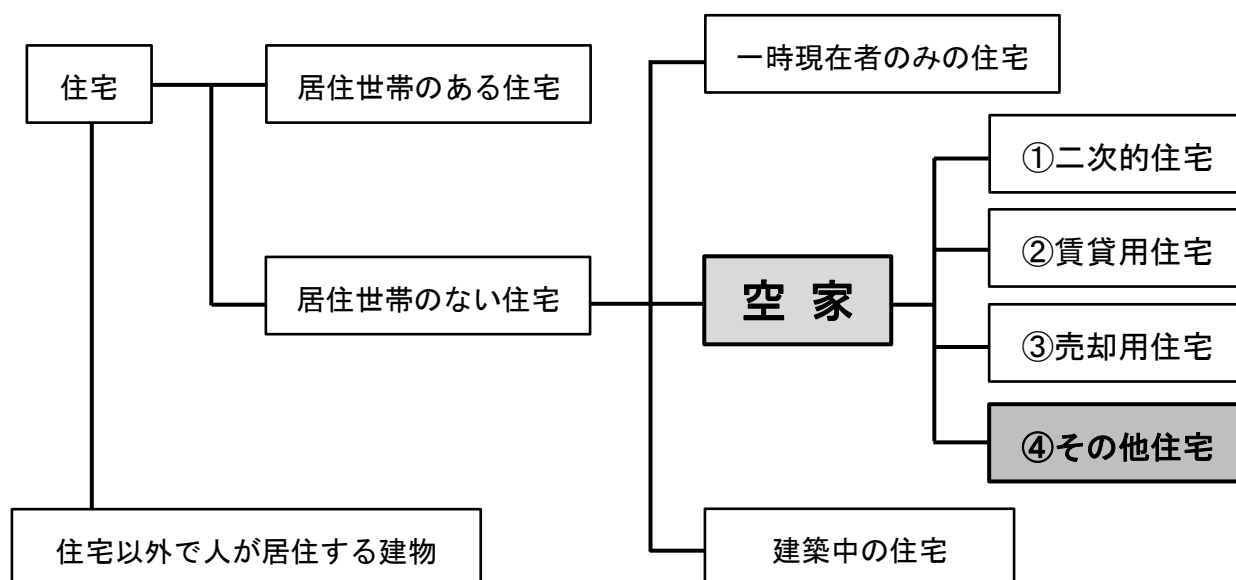 住宅
居住世帯のある住宅
居住世帯のない住宅
一時現在者のみの住宅
空 家
①二次的住宅
②賃貸用住宅
③売却用住宅
④その他住宅
建築中の住宅
住宅以外で人が居住する建物